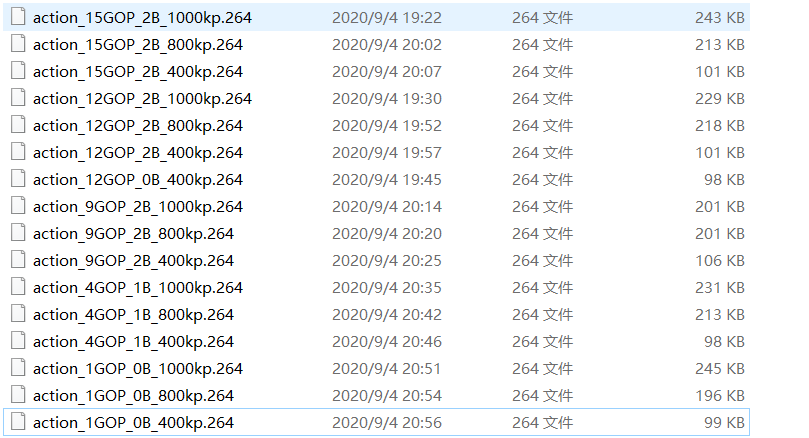 action_15GOP_2B_1000kp.264 2020/9/4 19:22 264 文件 243 KB
action_15GOP_2B_800kp.264 2020/9/4 20:02 264 文件 213 KB
action_15GOP_2B_400kp.264 2020/9/4 20:07 264 文件 101 KB
action_12GOP_2B_1000kp.264 2020/9/4 19:30 264 文件 229 KB
action_12GOP_2B_800kp.264 2020/9/4 19:52 264 文件 218 KB
action_12GOP_2B_400kp.264 2020/9/4 19:57 264 文件 101 KB
action_12GOP_0B_400kp.264 2020/9/4 19:45 264 文件 98 KB
action_9GOP_2B_1000kp.264 2020/9/4 20:14 264 文件 201 KB
action_9GOP_2B_800kp.264 2020/9/4 20:20 264 文件 201 KB
action_9GOP_2B_400kp.264 2020/9/4 20:25 264 文件 106 KB
action_4GOP_1B_1000kp.264 2020/9/4 20:35 264 文件 231 KB
action_4GOP_1B_800kp.264 2020/9/4 20:42 264 文件 213 KB
action_4GOP_1B_400kp.264 2020/9/4 20:46 264 文件 98 KB
action_1GOP_0B_1000kp.264 2020/9/4 20:51 264 文件 245 KB
action_1GOP_0B_800kp.264 2020/9/4 20:54 264 文件 196 KB
action_1GOP_0B_400kp.264 2020/9/4 20:56 264 文件 99 KB